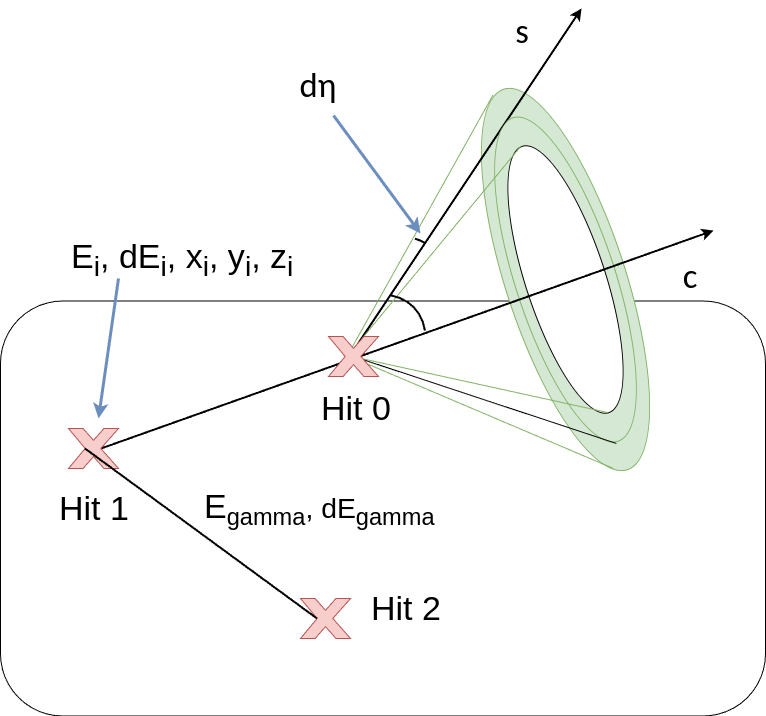 s
dη
Eᵢ, dEᵢ, xᵢ, yᵢ, zᵢ
c
Hit 0
Hit 1
E_gamma, dE_gamma
Hit 2